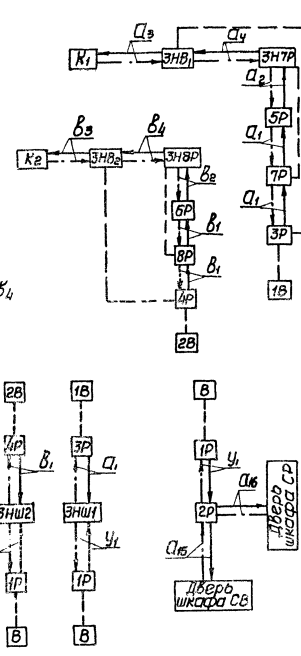 а3
а4
К1
ЗНВ1
ЗН7Р
а2
5Р
а1
7Р
а1
3Р
1В
в3
в4
К2
ЗНВ2
ЗН8Р
в2
6Р
в1
8Р
в1
4Р
2В
в4
2В
1В
В
4Р
3Р
1Р
в1
а1
у1
а16
ЗНШ2
ЗНШ1
2Р
Дверь
шкафа СР
у1
а15
1Р
1Р
Дверь
шкафа СВ
В
В